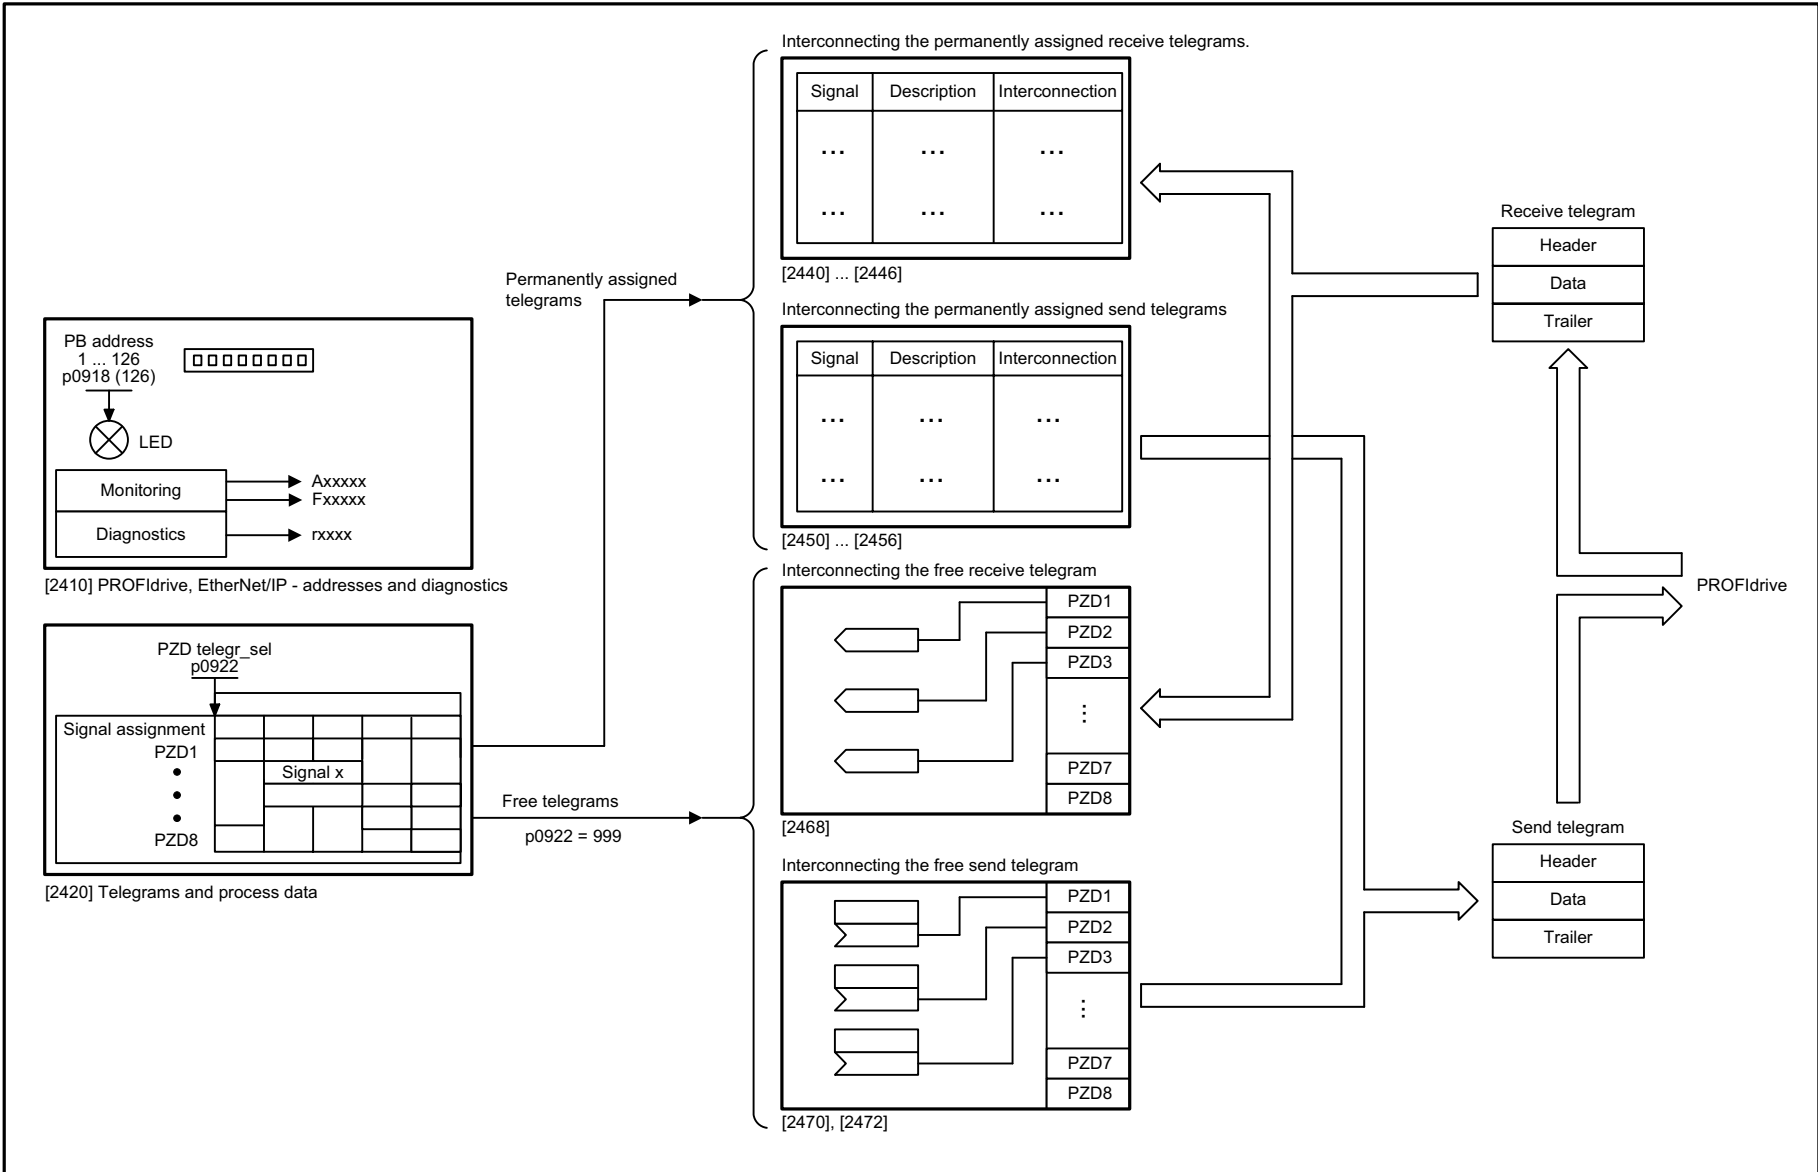 Interconnecting the permanently assigned receive telegrams.
Signal Description Interconnection
... ... ...
... ... ...
[2440] ... [2446]
Permanently assigned
telegrams
Interconnecting the permanently assigned send telegrams
Signal Description Interconnection
... ... ...
... ... ...
[2450] ... [2456]
PB address
1 ... 126
p0918 (126)
LED
Monitoring
Axxxxx
Fxxxxx
Diagnostics
rxxxx
[2410] PROFIdrive, EtherNet/IP - addresses and diagnostics
PZD telegr_sel
p0922
Signal assignment
PZD1
Signal x
PZD8
[2420] Telegrams and process data
Free telegrams
p0922 = 999
Interconnecting the free receive telegram
PZD1
PZD2
PZD3
⋮
PZD7
PZD8
[2468]
Interconnecting the free send telegram
PZD1
PZD2
PZD3
⋮
PZD7
PZD8
[2470], [2472]
Receive telegram
Header
Data
Trailer
PROFIdrive
Send telegram
Header
Data
Trailer